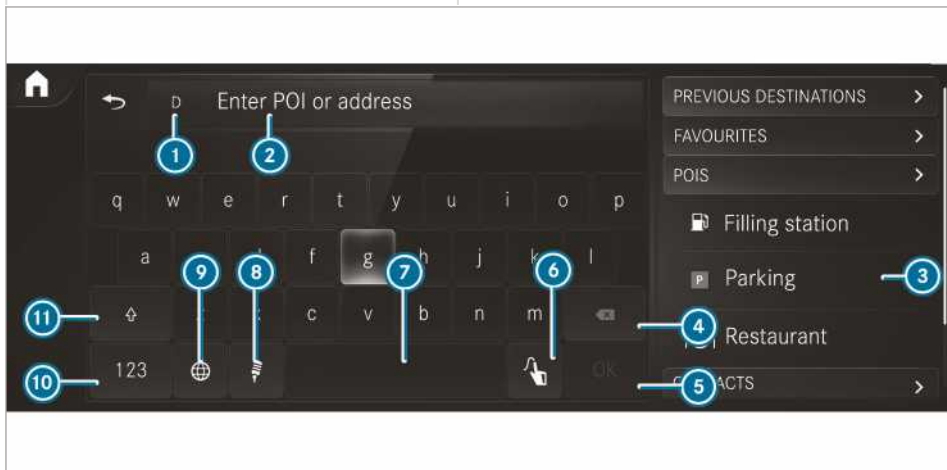 D Enter POI or address
1 2
q w e r t y u i o p
a f g h j k l
9 8 7 6
11 c v b n m 4
10 123 OK 5
PREVIOUS DESTINATIONS
FAVOURITES
POIS
Filling station
P Parking 3
Restaurant